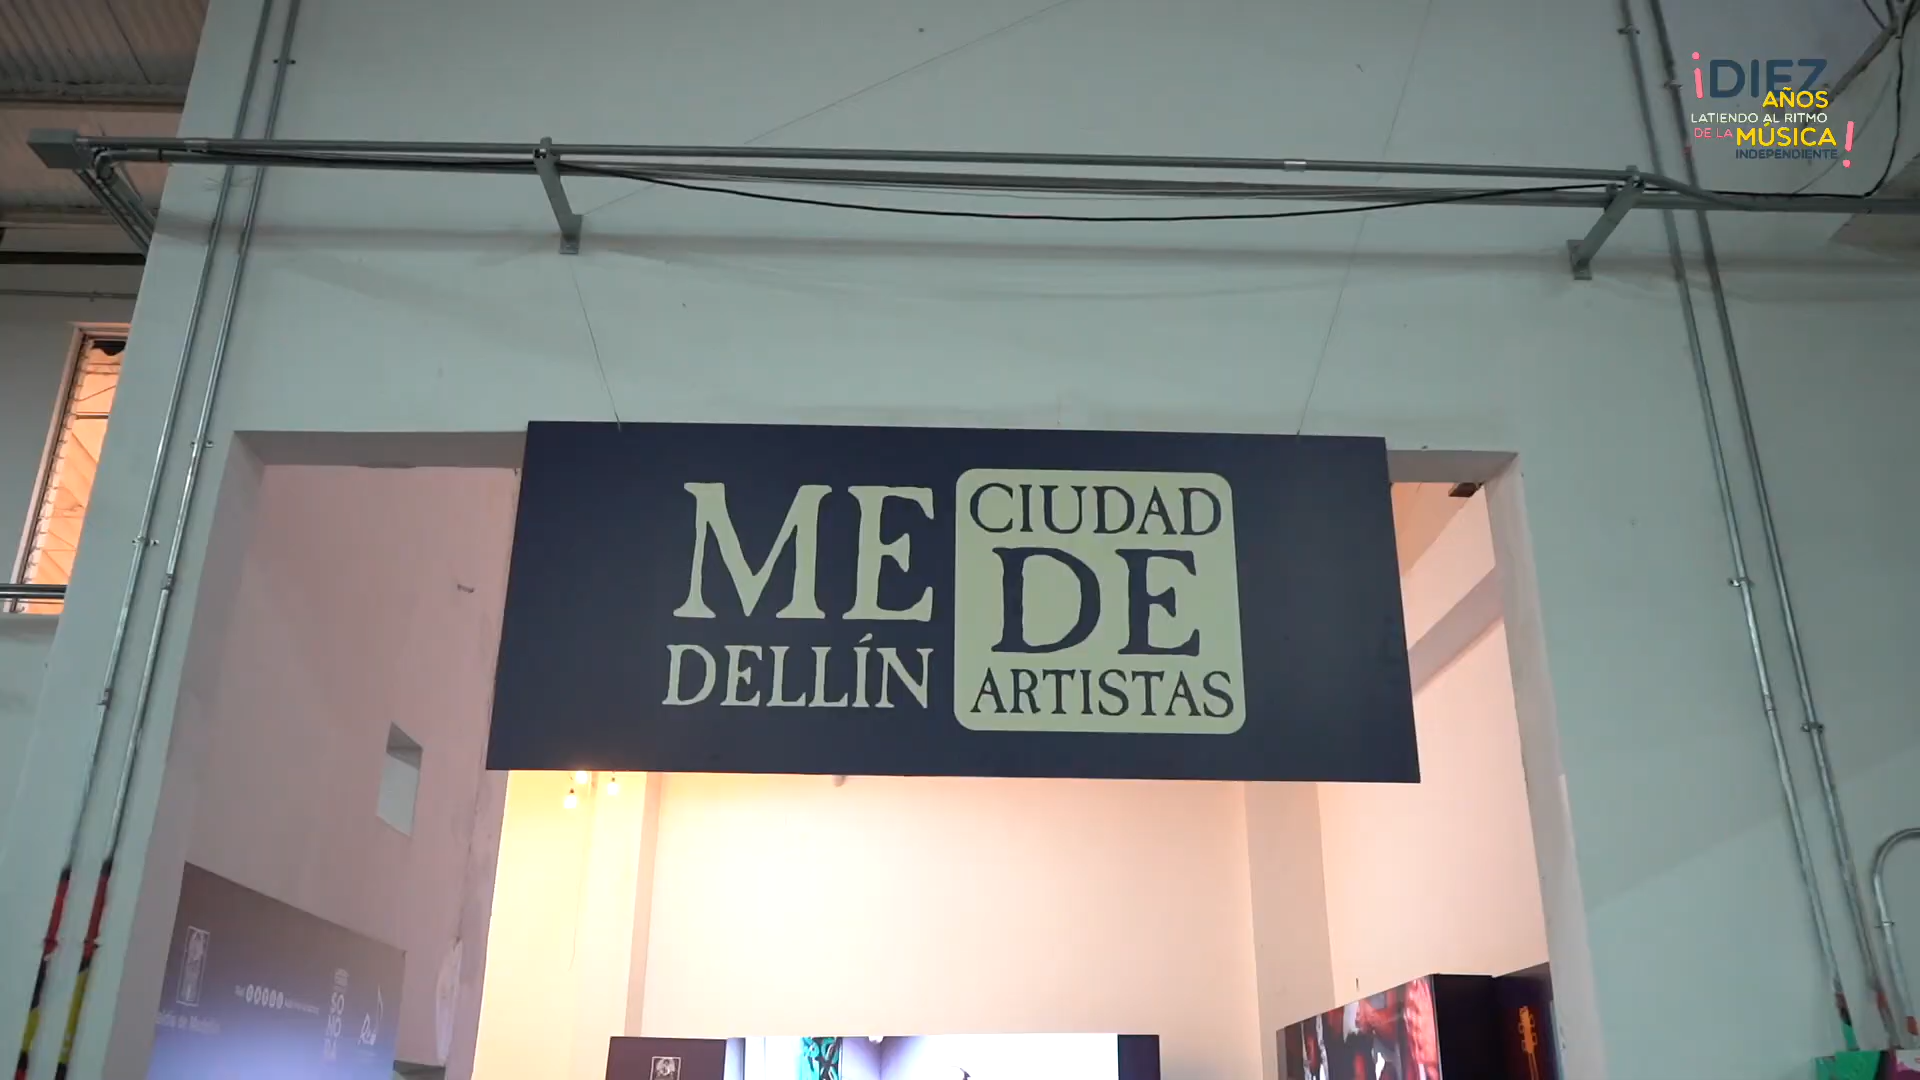 ¡DIEZ
AÑOS
LATIENDO AL RITMO
DE LA MÚSICA!
INDEPENDIENTE
ME
DELLÍN
CIUDAD
DE
ARTISTAS